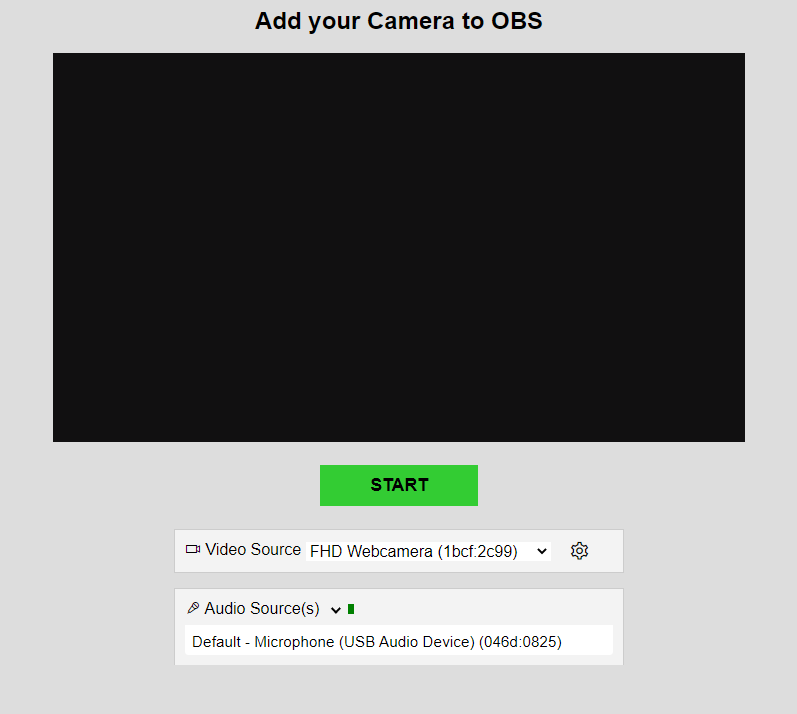 Add your Camera to OBS
START
Video Source FHD Webcamera (1bcf:2c99)
Audio Source(s)
Default - Microphone (USB Audio Device) (046d:0825)